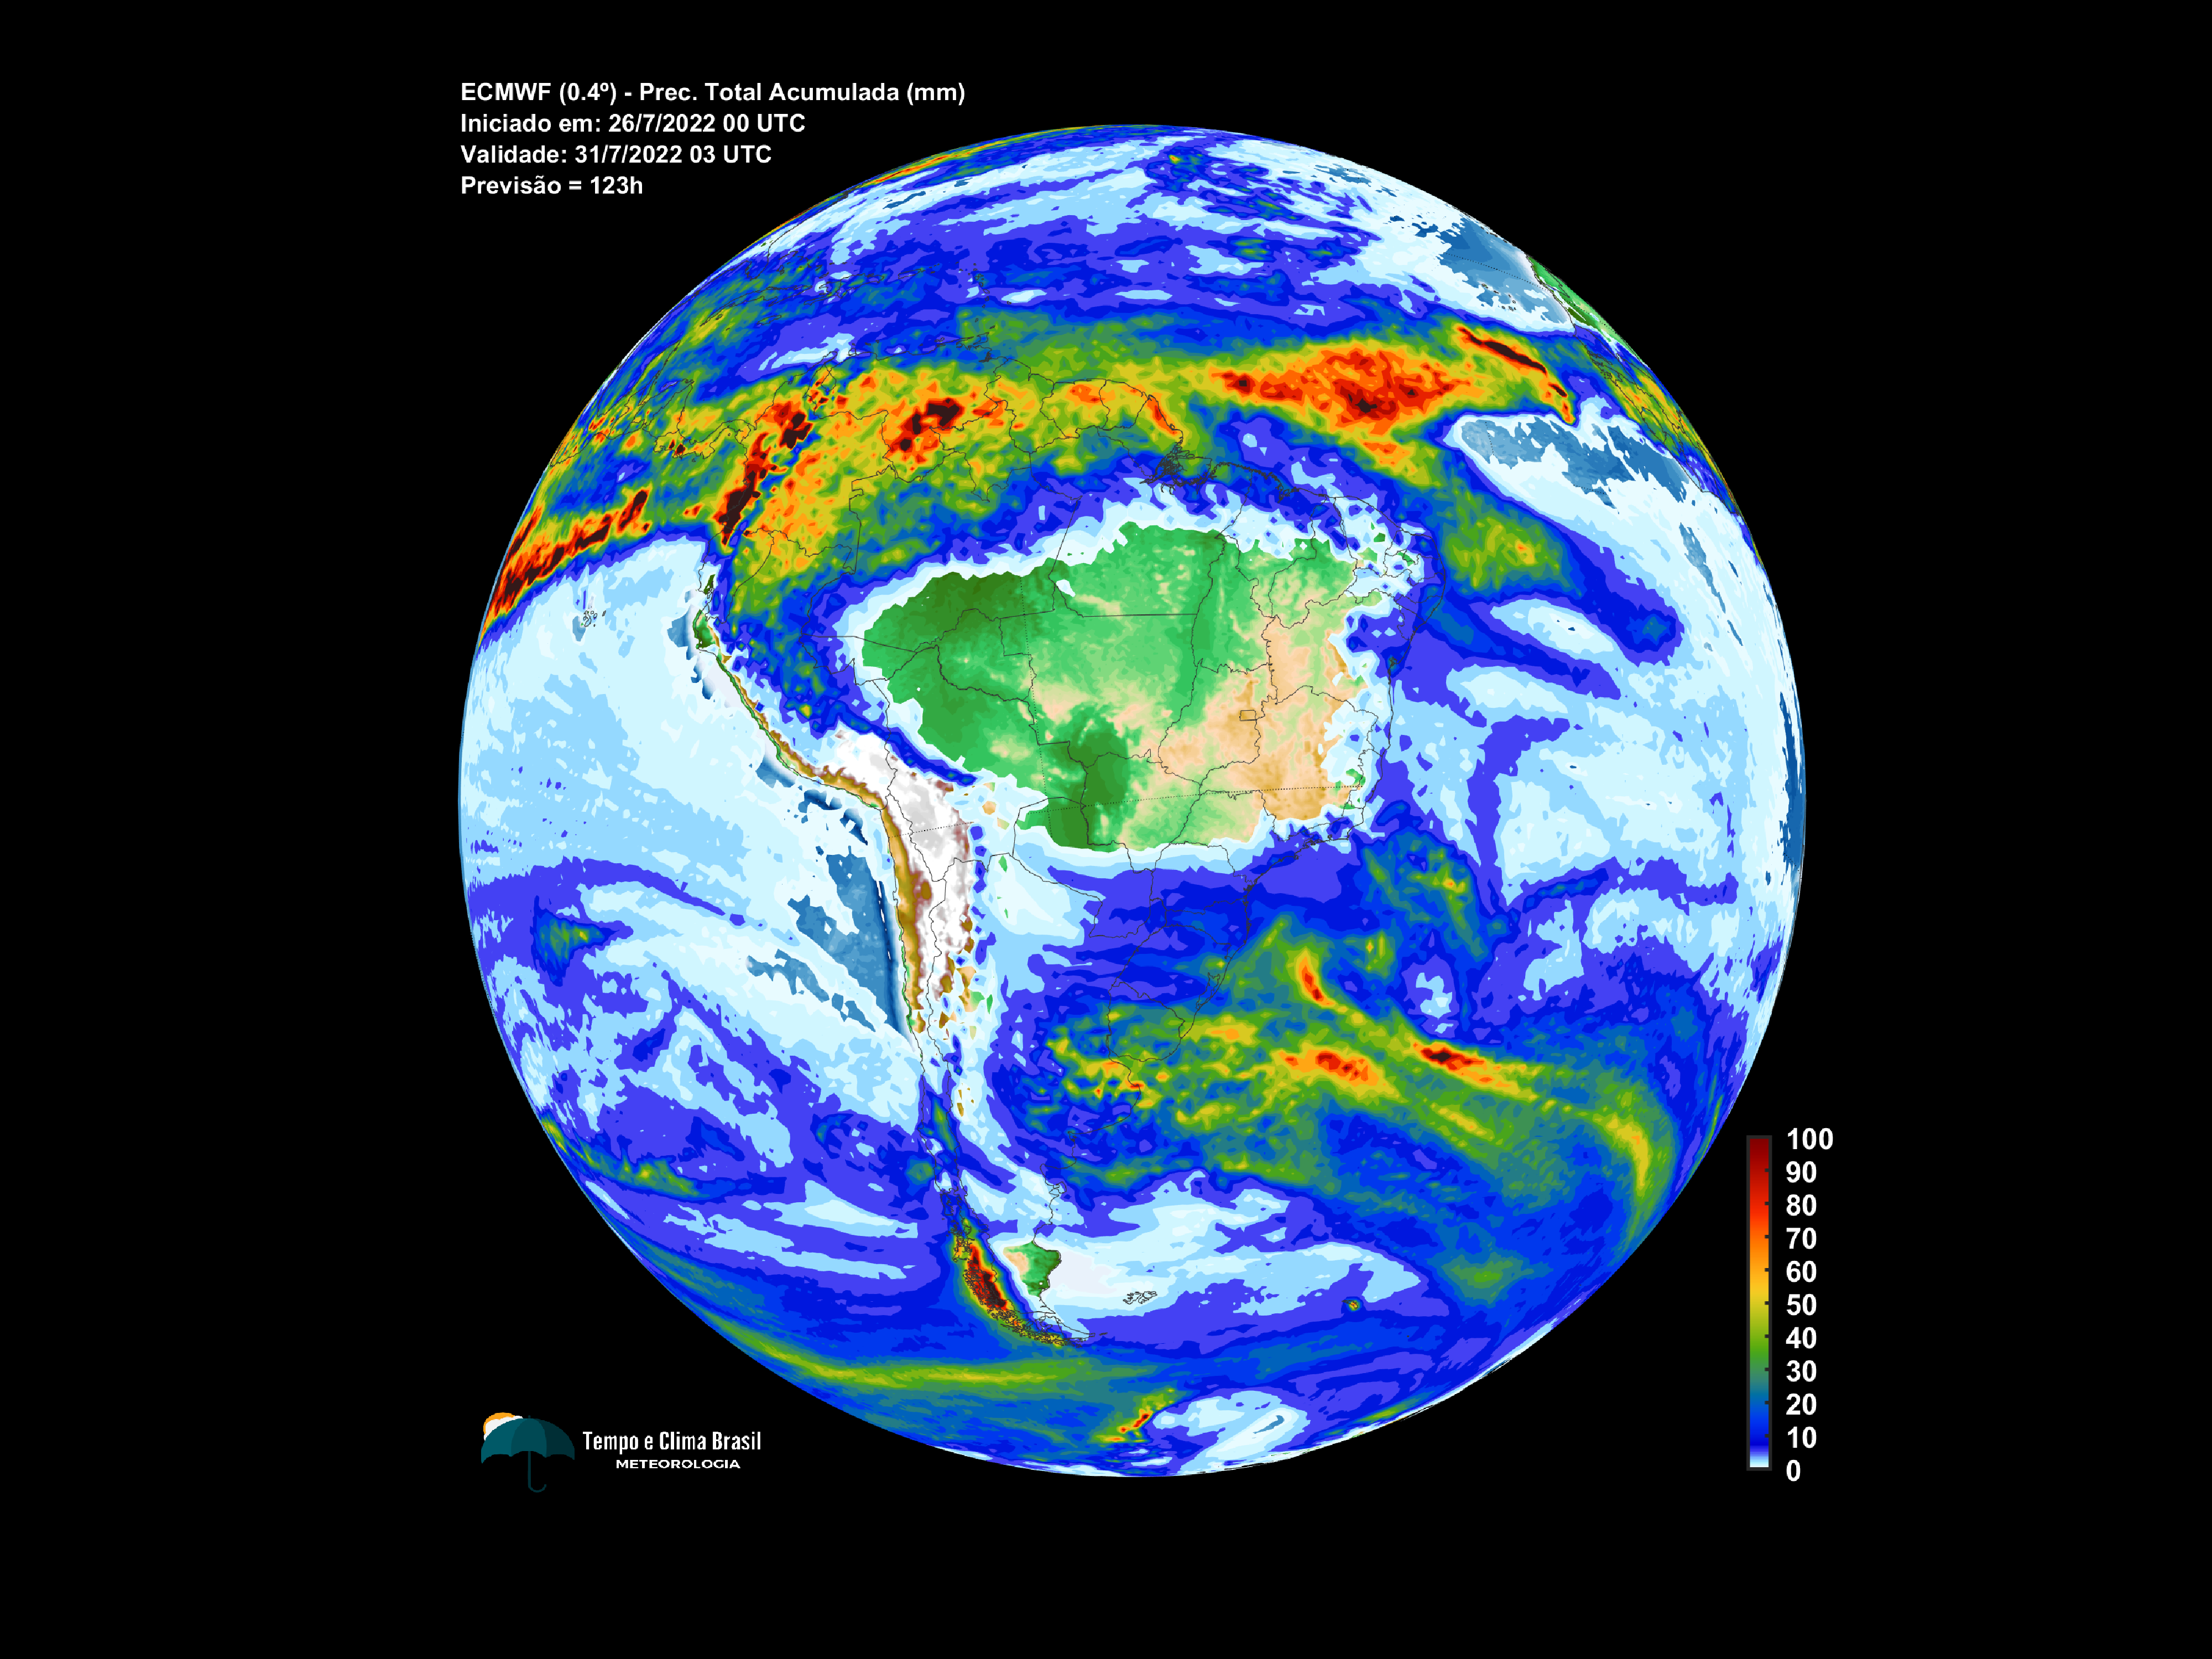 ECMWF (0.4º) - Prec. Total Acumulada (mm)
Iniciado em: 26/7/2022 00 UTC
Validade: 31/7/2022 03 UTC
Previsão = 123h
100
90
80
70
60
50
40
30
20
10
0
Tempo e Clima Brasil
METEOROLOGIA